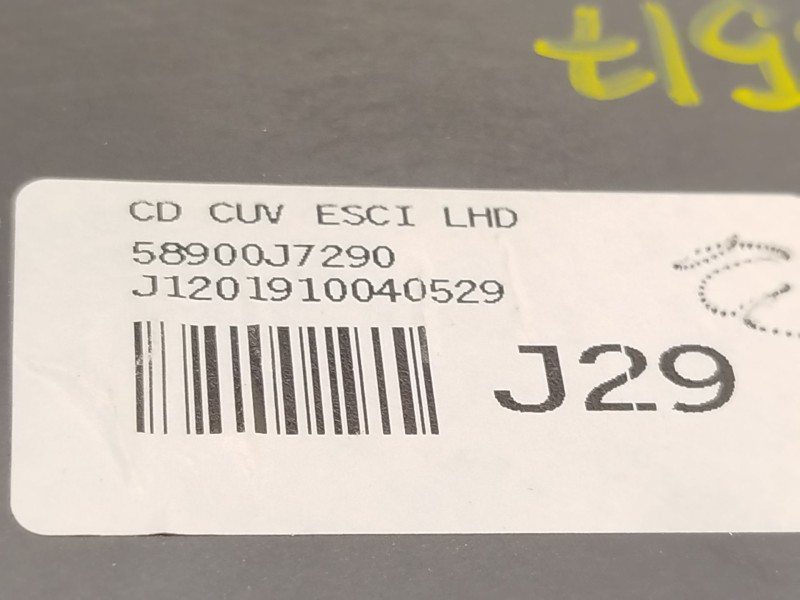 CD CUV ESCI LHD
58900J7290
J1201910040529
J29